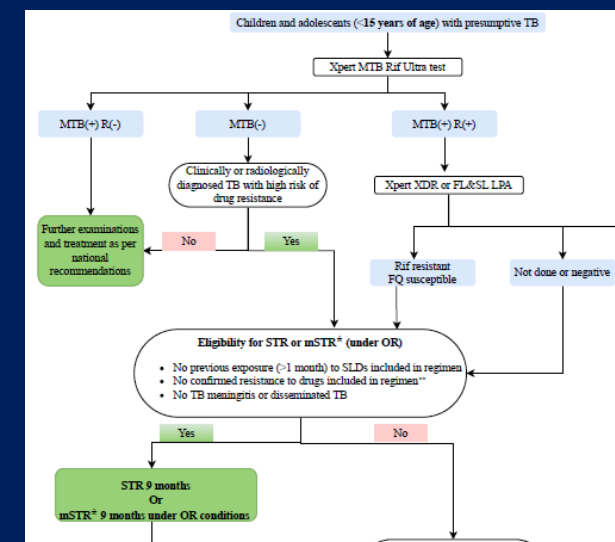 Children and adolescents (<15 years of age) with presumptive TB
Xpert MTB Rif Ultra test
MTB(+) R(-)
MTB(-)
MTB(+) R(+)
Clinically or radiologically
diagnosed TB with high risk of
drug resistance
Xpert XDR or FL&SL LPA
Further examinations
and treatment as per
national
recommendations
No
Yes
Rif resistant
FQ susceptible
Not done or negative
Eligibility for STR or mSTR* (under OR)
• No previous exposure (>1 month) to SLDs included in regimen
• No confirmed resistance to drugs included in regimen**
• No TB meningitis or disseminated TB
Yes
No
STR 9 months
Or
mSTR* 9 months under OR conditions